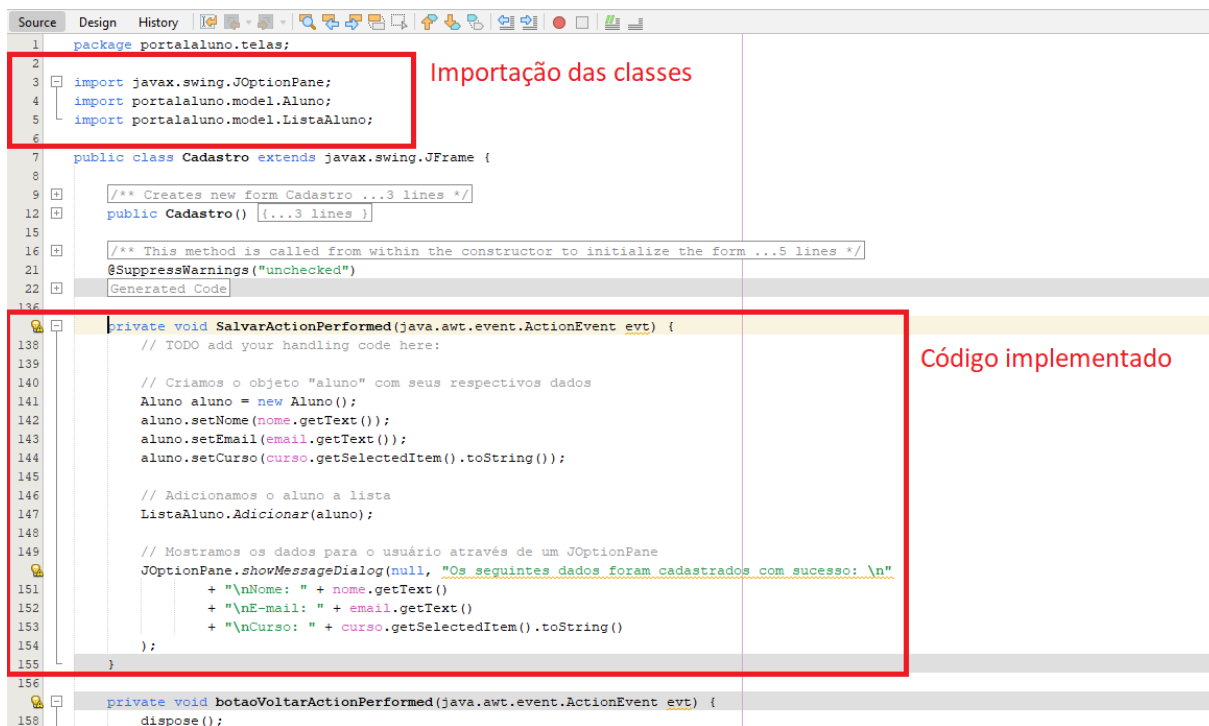 Source Design History
1 package portalaluno.telas;
2
3 import javax.swing.JOptionPane;
4 import portalaluno.model.Aluno;
5 import portalaluno.model.ListaAluno;
Importação das classes
6
7 public class Cadastro extends javax.swing.JFrame {
8
9 /** Creates new form Cadastro ...3 lines */
12 public Cadastro() {...3 lines }
15
16 /** This method is called from within the constructor to initialize the form ...5 lines */
21 @SuppressWarnings("unchecked")
22 Generated Code
136
private void SalvarActionPerformed(java.awt.event.ActionEvent evt) {
138 // TODO add your handling code here:
Código implementado
139
140 // Criamos o objeto "aluno" com seus respectivos dados
141 Aluno aluno = new Aluno();
142 aluno.setNome(nome.getText());
143 aluno.setEmail(email.getText());
144 aluno.setCurso(curso.getSelectedItem().toString());
145
146 // Adicionamos o aluno a lista
147 ListaAluno.Adicionar(aluno);
148
149 // Mostramos os dados para o usuário através de um JOptionPane
JOptionPane.showMessageDialog(null, "Os seguintes dados foram cadastrados com sucesso: \n"
151 + "\nNome: " + nome.getText()
152 + "\nE-mail: " + email.getText()
153 + "\nCurso: " + curso.getSelectedItem().toString()
154 );
155 }
156
private void botaoVoltarActionPerformed(java.awt.event.ActionEvent evt) {
158 dispose();